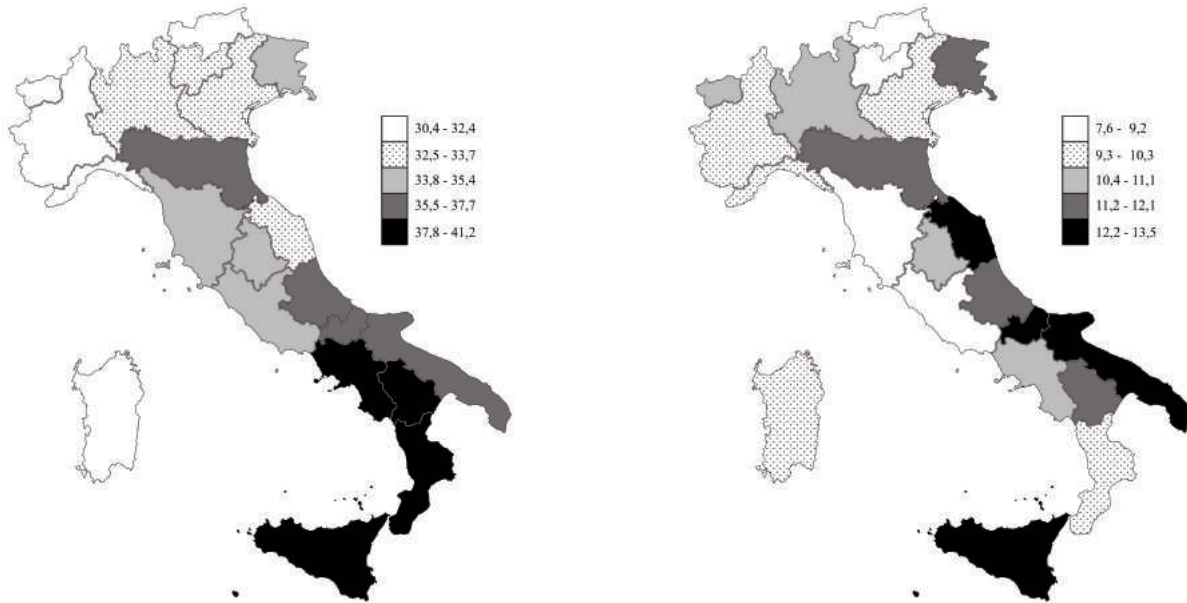 30,4 - 32,4
32,5 - 33,7
33,8 - 35,4
35,5 - 37,7
37,8 - 41,2
7,6 - 9,2
9,3 - 10,3
10,4 - 11,1
11,2 - 12,1
12,2 - 13,5